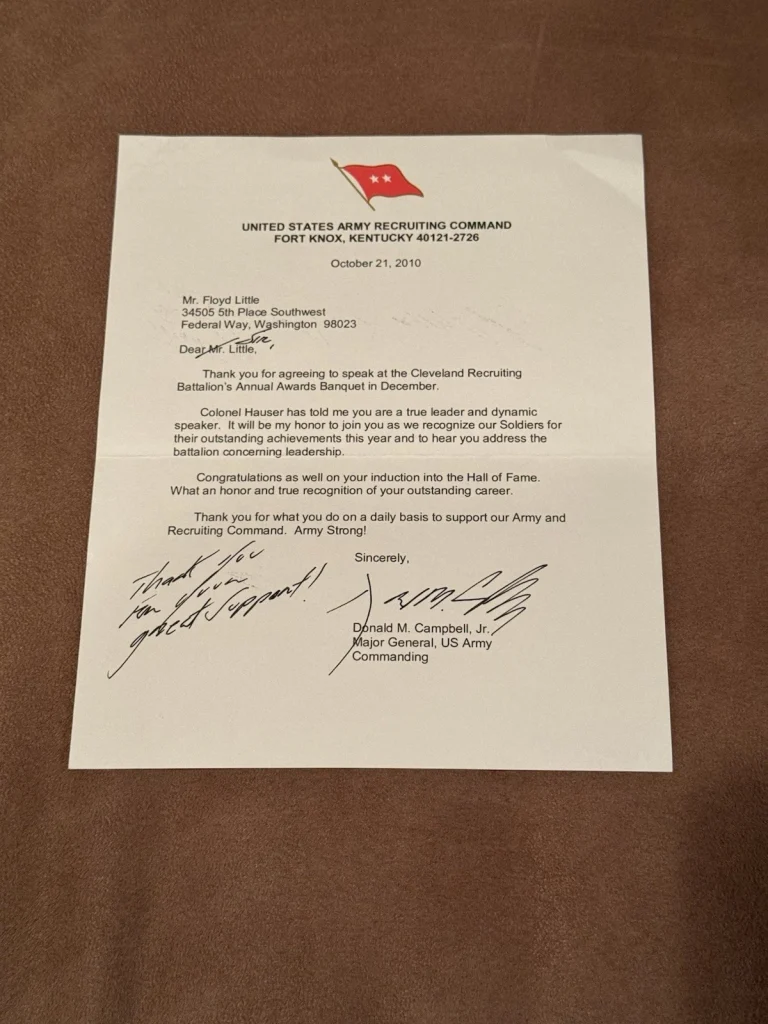 UNITED STATES ARMY RECRUITING COMMAND
FORT KNOX, KENTUCKY 40121-2726
October 21, 2010
Mr. Floyd Little
34505 5th Place Southwest
Federal Way, Washington  98023
Sir,
Dear Mr. Little,
Thank you for agreeing to speak at the Cleveland Recruiting
Battalion's Annual Awards Banquet in December.
Colonel Hauser has told me you are a true leader and dynamic
speaker.  It will be my honor to join you as we recognize our Soldiers for
their outstanding achievements this year and to hear you address the
battalion concerning leadership.
Congratulations as well on your induction into the Hall of Fame.
What an honor and true recognition of your outstanding career.
Thank you for what you do on a daily basis to support our Army and
Recruiting Command.  Army Strong!
Sincerely,
Thank you
for your
great support!
Donald M. Campbell, Jr.
Major General, US Army
Commanding